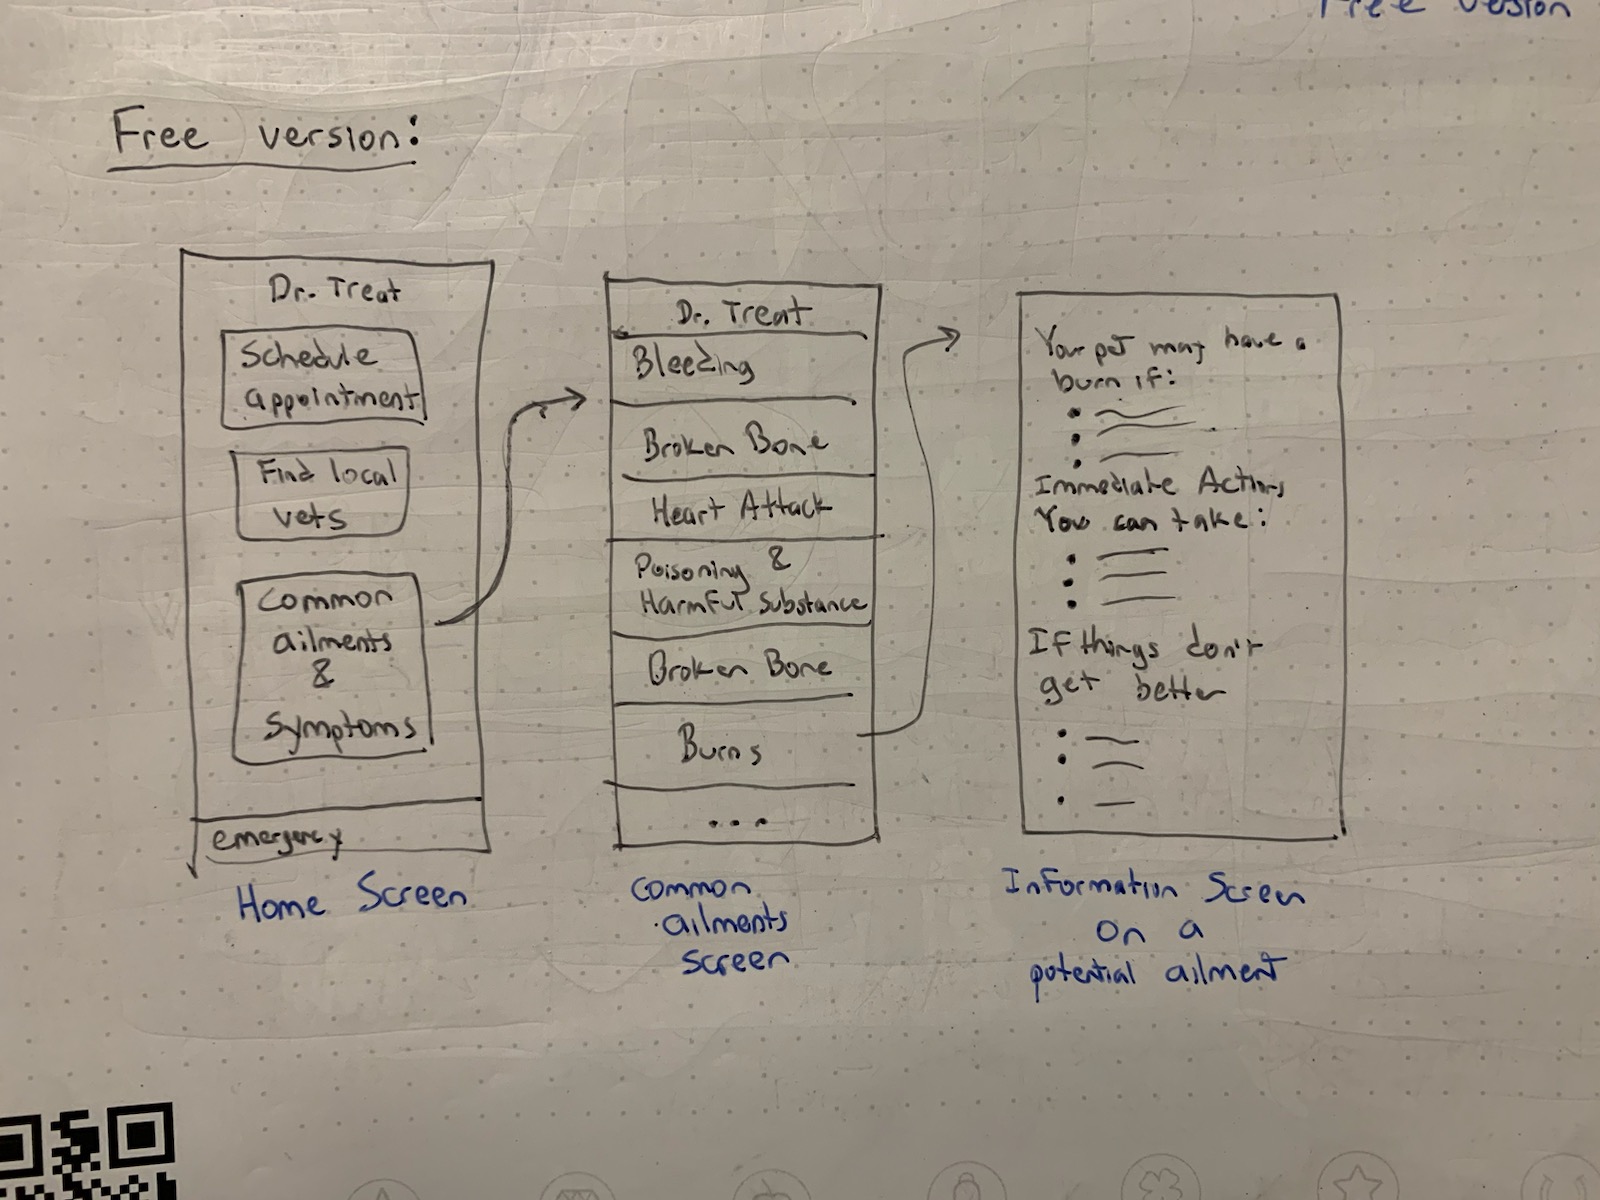 Free version
Free version:
Dr. Treat
Schedule
appointment
Find local
vets
Common
ailments
&
Symptoms
emergency
Home Screen
Dr. Treat
Bleeding
Broken Bone
Heart Attack
Poisoning &
Harmful Substance
Broken Bone
Burns
...
Common
ailments
screen
Your pet may have a
burn if:
Immediate Actions
You can take:
If things don't
get better
Information Screen
on a
potential ailment